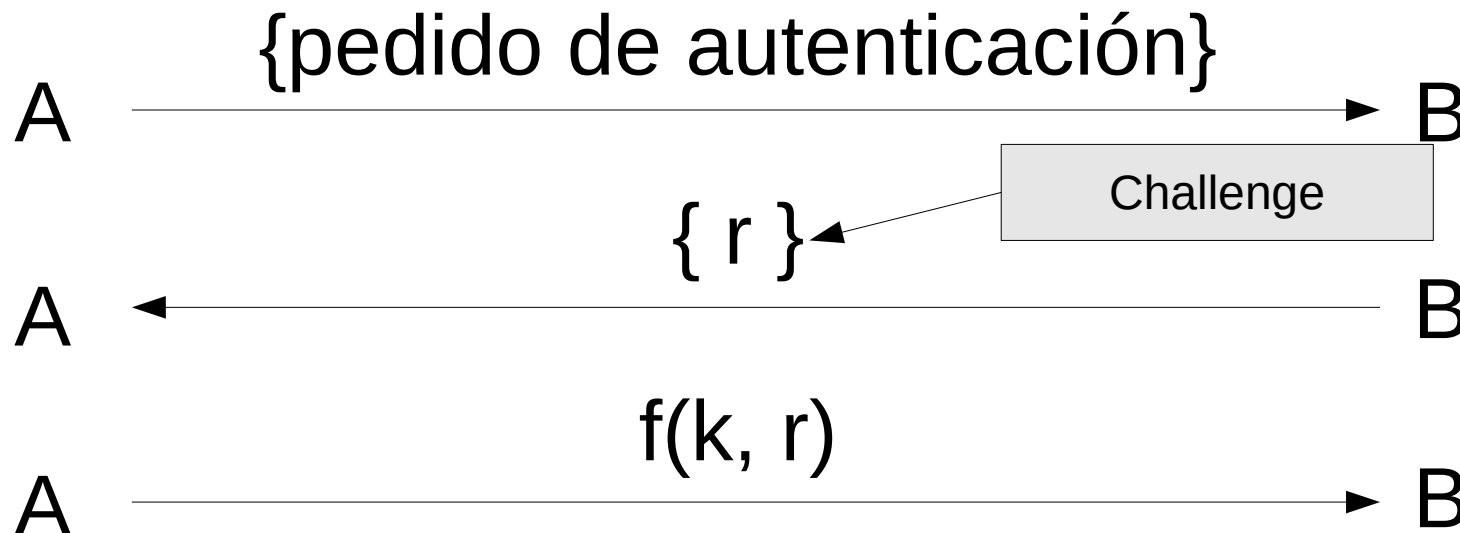 {pedido de autenticación}
A B
Challenge
{ r }
A B
f(k, r)
A B